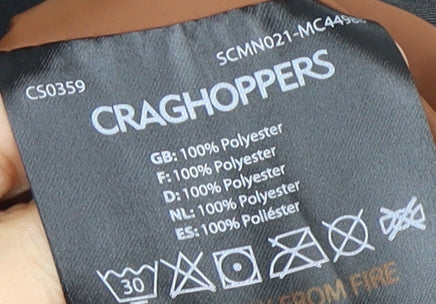 CS0359
SCMN021-MC449
CRAGHOPPERS
GB: 100% Polyester
F: 100% Polyester
D: 100% Polyester
NL: 100% Polyester
ES: 100% Poliéster
30
FROM FIRE